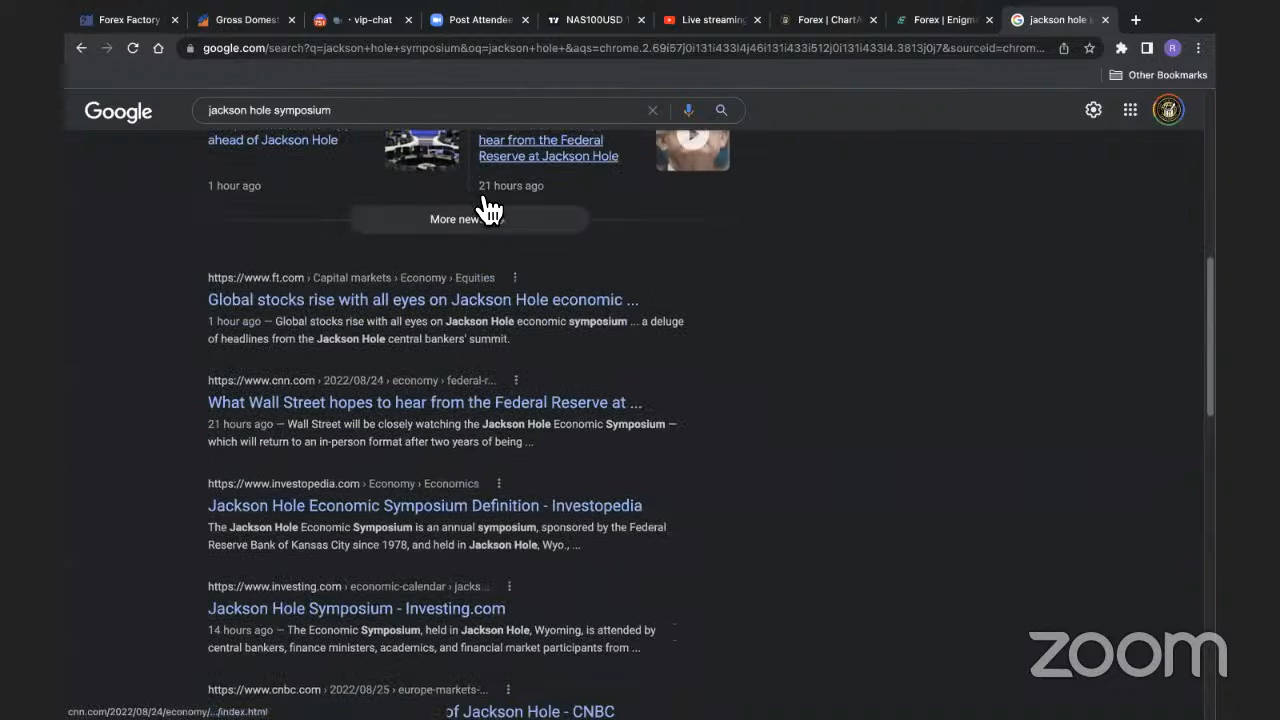 Forex Factory
Gross Domest
vip-chat
Post Attendee
NAS100USD 1
Live streaming
Forex | ChartA
Forex | Enigma
jackson hole s
google.com/search?q=jackson+hole+symposium&oq=jackson+hole+&aqs=chrome.2.69i57j0i131i433l4j46i131i433i512j0i131i433l4.3813j0j7&sourceid=chrom...
R
Other Bookmarks
Google
jackson hole symposium
ahead of Jackson Hole
hear from the Federal
Reserve at Jackson Hole
1 hour ago
21 hours ago
More new
https://www.ft.com › Capital markets › Economy › Equities
Global stocks rise with all eyes on Jackson Hole economic ...
1 hour ago — Global stocks rise with all eyes on Jackson Hole economic symposium ... a deluge
of headlines from the Jackson Hole central bankers' summit.
https://www.cnn.com › 2022/08/24 › economy › federal-r...
What Wall Street hopes to hear from the Federal Reserve at ...
21 hours ago — Wall Street will be closely watching the Jackson Hole Economic Symposium —
which will return to an in-person format after two years of being ...
https://www.investopedia.com › Economy › Economics
Jackson Hole Economic Symposium Definition - Investopedia
The Jackson Hole Economic Symposium is an annual symposium, sponsored by the Federal
Reserve Bank of Kansas City since 1978, and held in Jackson Hole, Wyo., ...
https://www.investing.com › economic-calendar › jacks...
Jackson Hole Symposium - Investing.com
14 hours ago — The Economic Symposium, held in Jackson Hole, Wyoming, is attended by
central bankers, finance ministers, academics, and financial market participants from ...
https://www.cnbc.com › 2022/08/25 › europe-markets-...
of Jackson Hole - CNBC
cnn.com/2022/08/24/economy/.../index.html
zoom